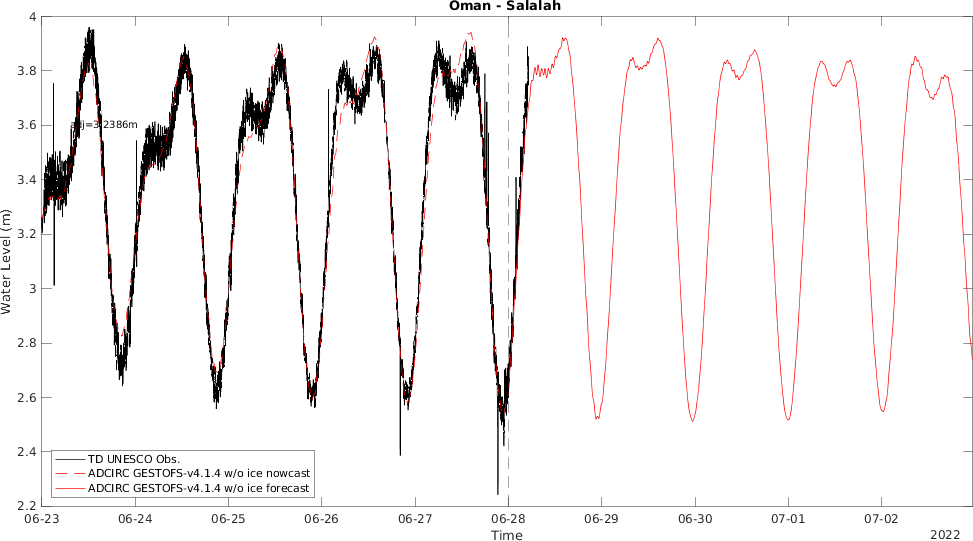 Oman - Salalah
4
3.8
3.6
3.4
3.2
3
2.8
2.6
2.4
2.2
Water Level (m)
adj=3.2386m
TD UNESCO Obs.
ADCIRC GESTOFS-v4.1.4 w/o ice nowcast
ADCIRC GESTOFS-v4.1.4 w/o ice forecast
06-23 06-24 06-25 06-26 06-27 06-28 06-29 06-30 07-01 07-02
Time
2022